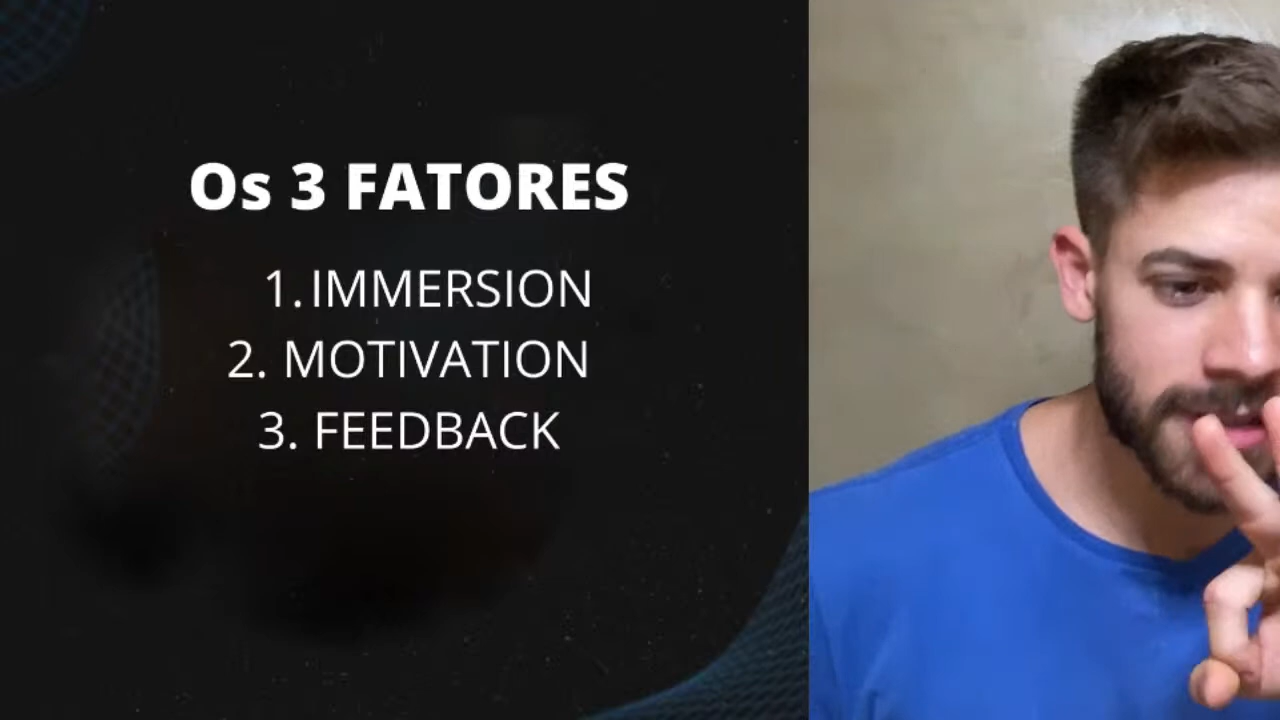 Os 3 FATORES
1. IMMERSION
2. MOTIVATION
3. FEEDBACK